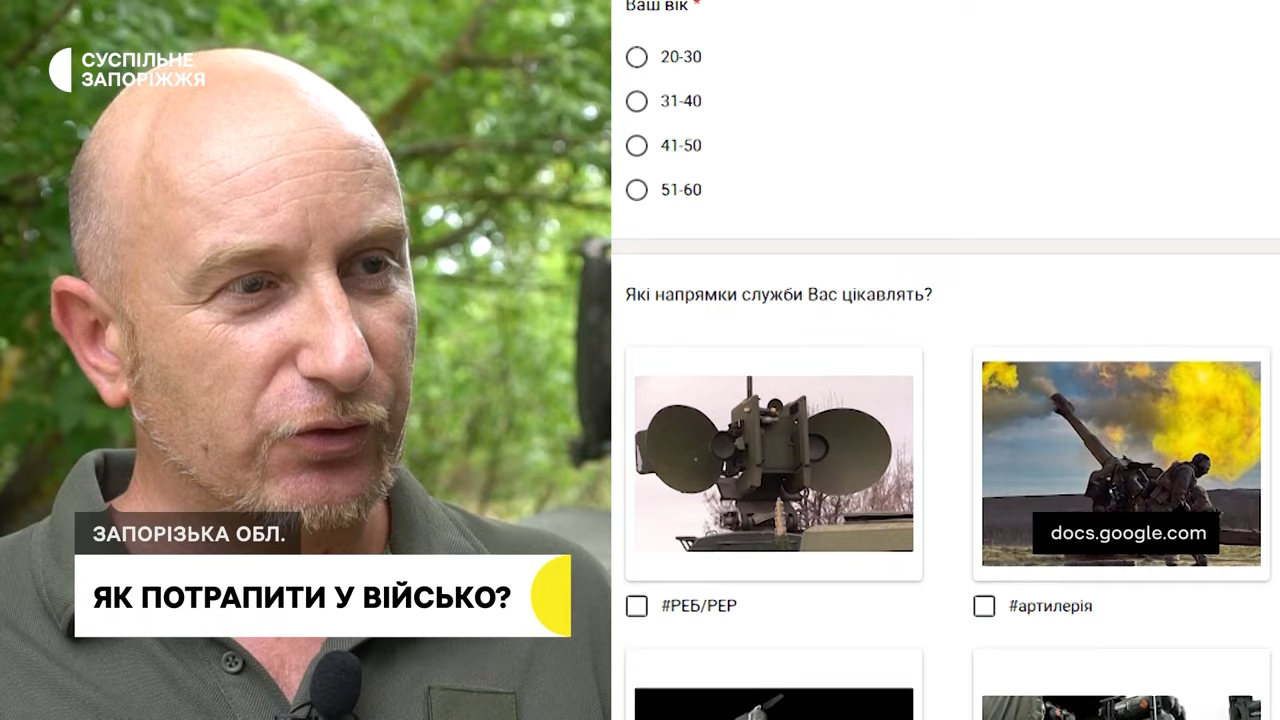 СУСПІЛЬНЕ
ЗАПОРІЖЖЯ
ЗАПОРІЗЬКА ОБЛ.
ЯК ПОТРАПИТИ У ВІЙСЬКО?
Ваш вік *
20-30
31-40
41-50
51-60
Які напрямки служби Вас цікавлять?
docs.google.com
#РЕБ/РЕР
#артилерія